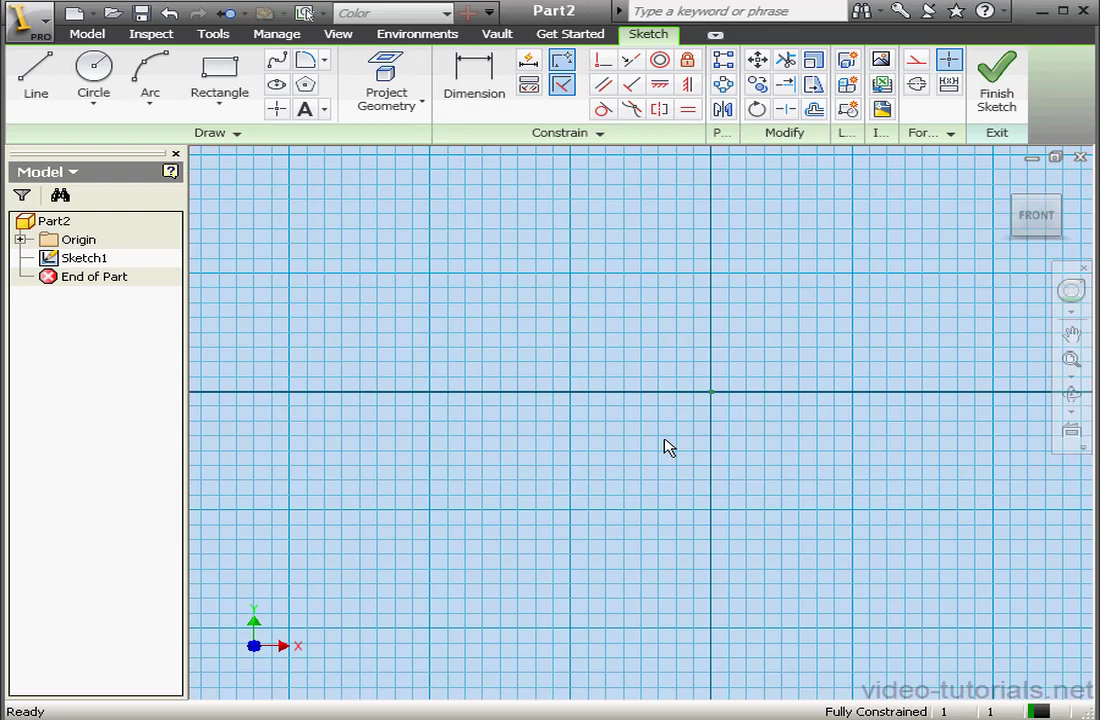 PRO
Color
Part2
Type a keyword or phrase
Model Inspect Tools Manage View Environments Vault Get Started Sketch
Line
Circle
Arc
Rectangle
A
Project
Geometry
Dimension
Finish
Sketch
Draw
Constrain
P...
Modify
L...
I...
For...
Exit
Model
Part2
Origin
Sketch1
End of Part
FRONT
Y
X
video-tutorials.net
Ready
Fully Constrained 1 1